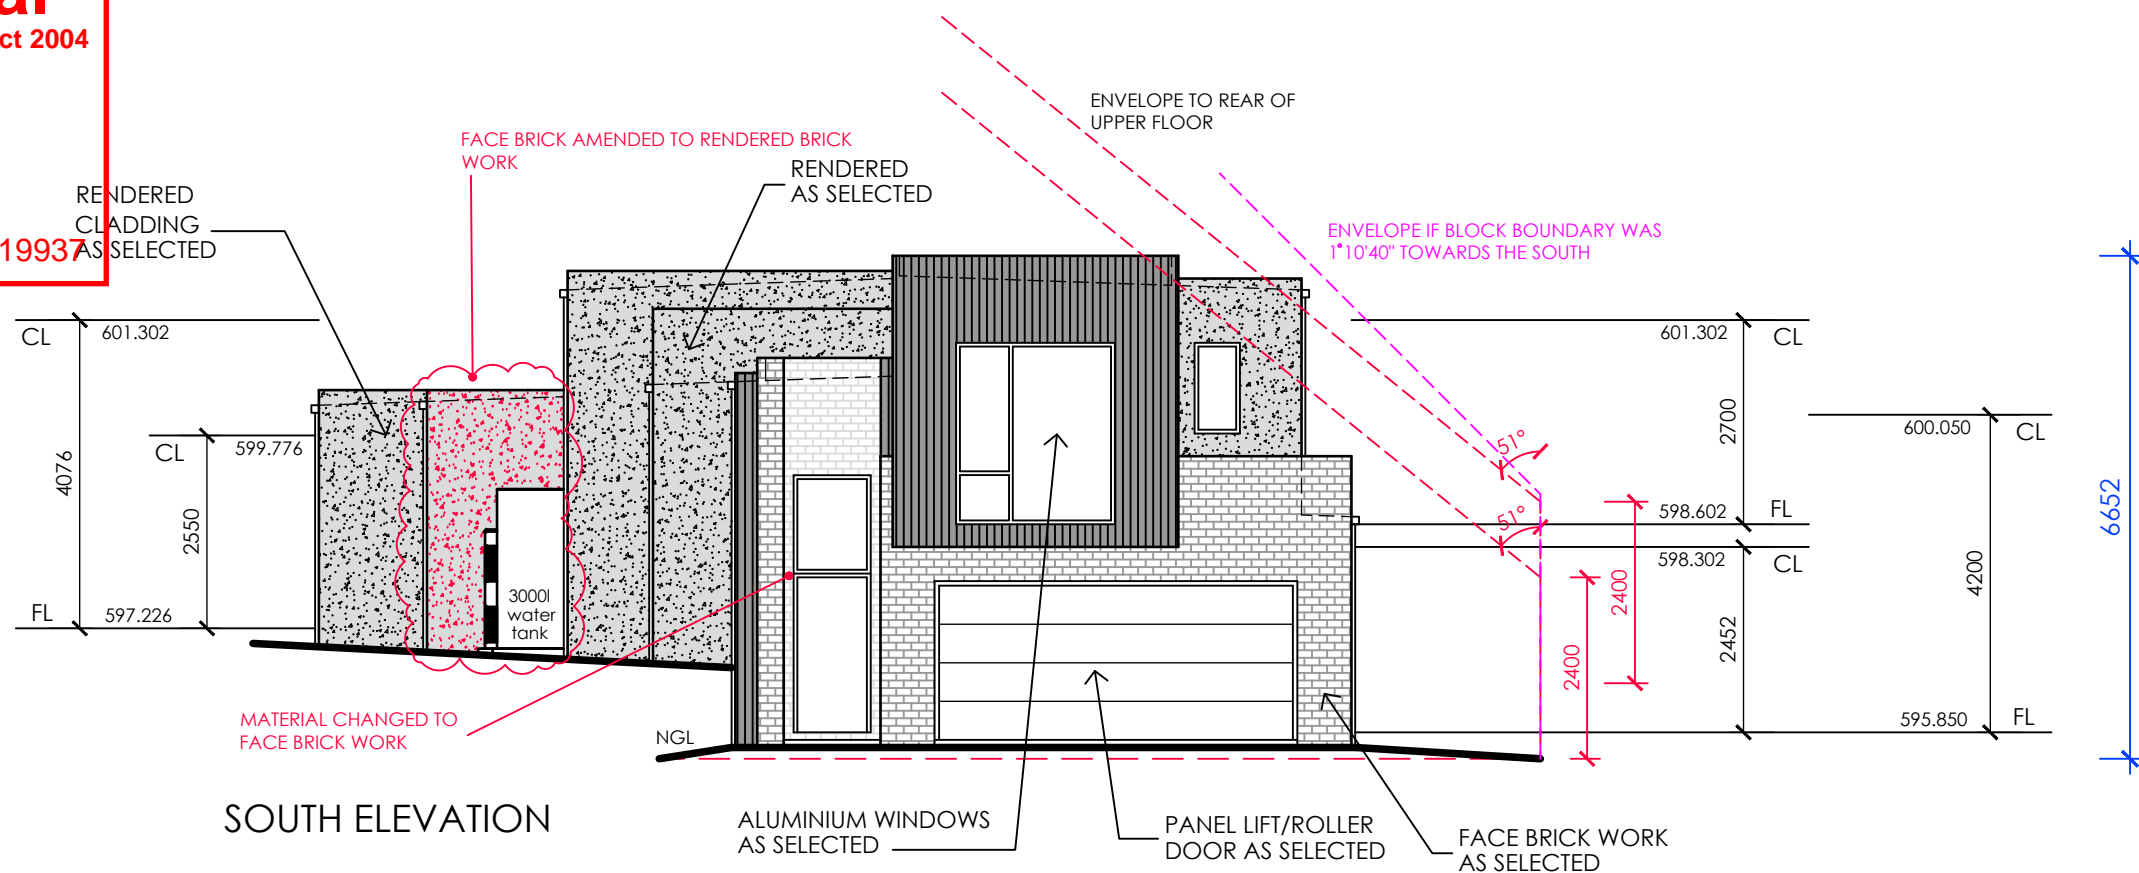 ct 2004
19937
RENDERED
CLADDING
AS SELECTED
FACE BRICK AMENDED TO RENDERED BRICK
WORK
RENDERED
AS SELECTED
ENVELOPE TO REAR OF
UPPER FLOOR
ENVELOPE IF BLOCK BOUNDARY WAS
1°10'40" TOWARDS THE SOUTH
CL
601.302
CL
599.776
4076
2550
FL
597.226
3000l
water
tank
MATERIAL CHANGED TO
FACE BRICK WORK
NGL
51°
51°
2400
2400
601.302
CL
2700
598.602
FL
598.302
CL
2452
600.050
CL
4200
595.850
FL
6652
SOUTH ELEVATION
ALUMINIUM WINDOWS
AS SELECTED
PANEL LIFT/ROLLER
DOOR AS SELECTED
FACE BRICK WORK
AS SELECTED